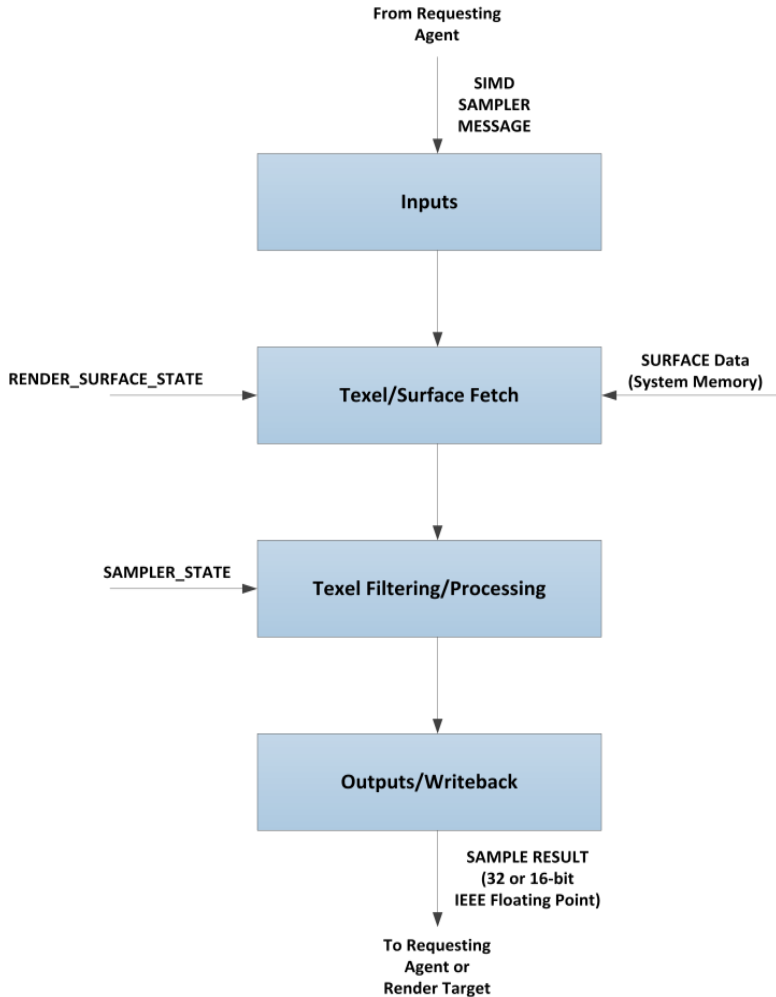 From Requesting
Agent
SIMD
SAMPLER
MESSAGE
Inputs
RENDER_SURFACE_STATE
Texel/Surface Fetch
SURFACE Data
(System Memory)
SAMPLER_STATE
Texel Filtering/Processing
Outputs/Writeback
SAMPLE RESULT
(32 or 16-bit
IEEE Floating Point)
To Requesting
Agent or
Render Target